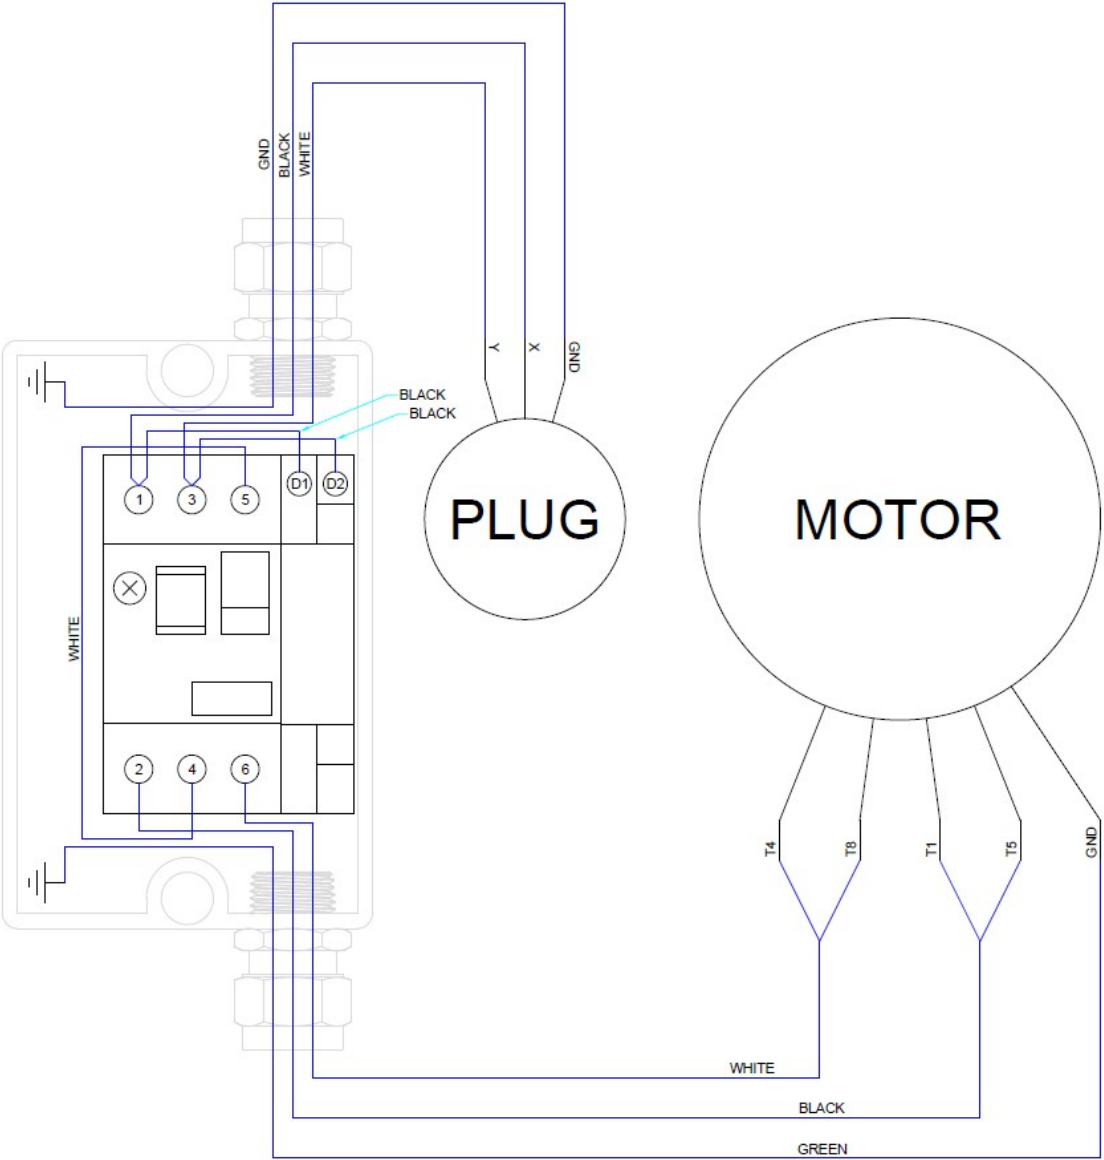 GND
BLACK
WHITE
Y
X
GND
BLACK
BLACK
1
3
5
D1
D2
PLUG
MOTOR
WHITE
2
4
6
T4
T8
T1
T5
GND
WHITE
BLACK
GREEN